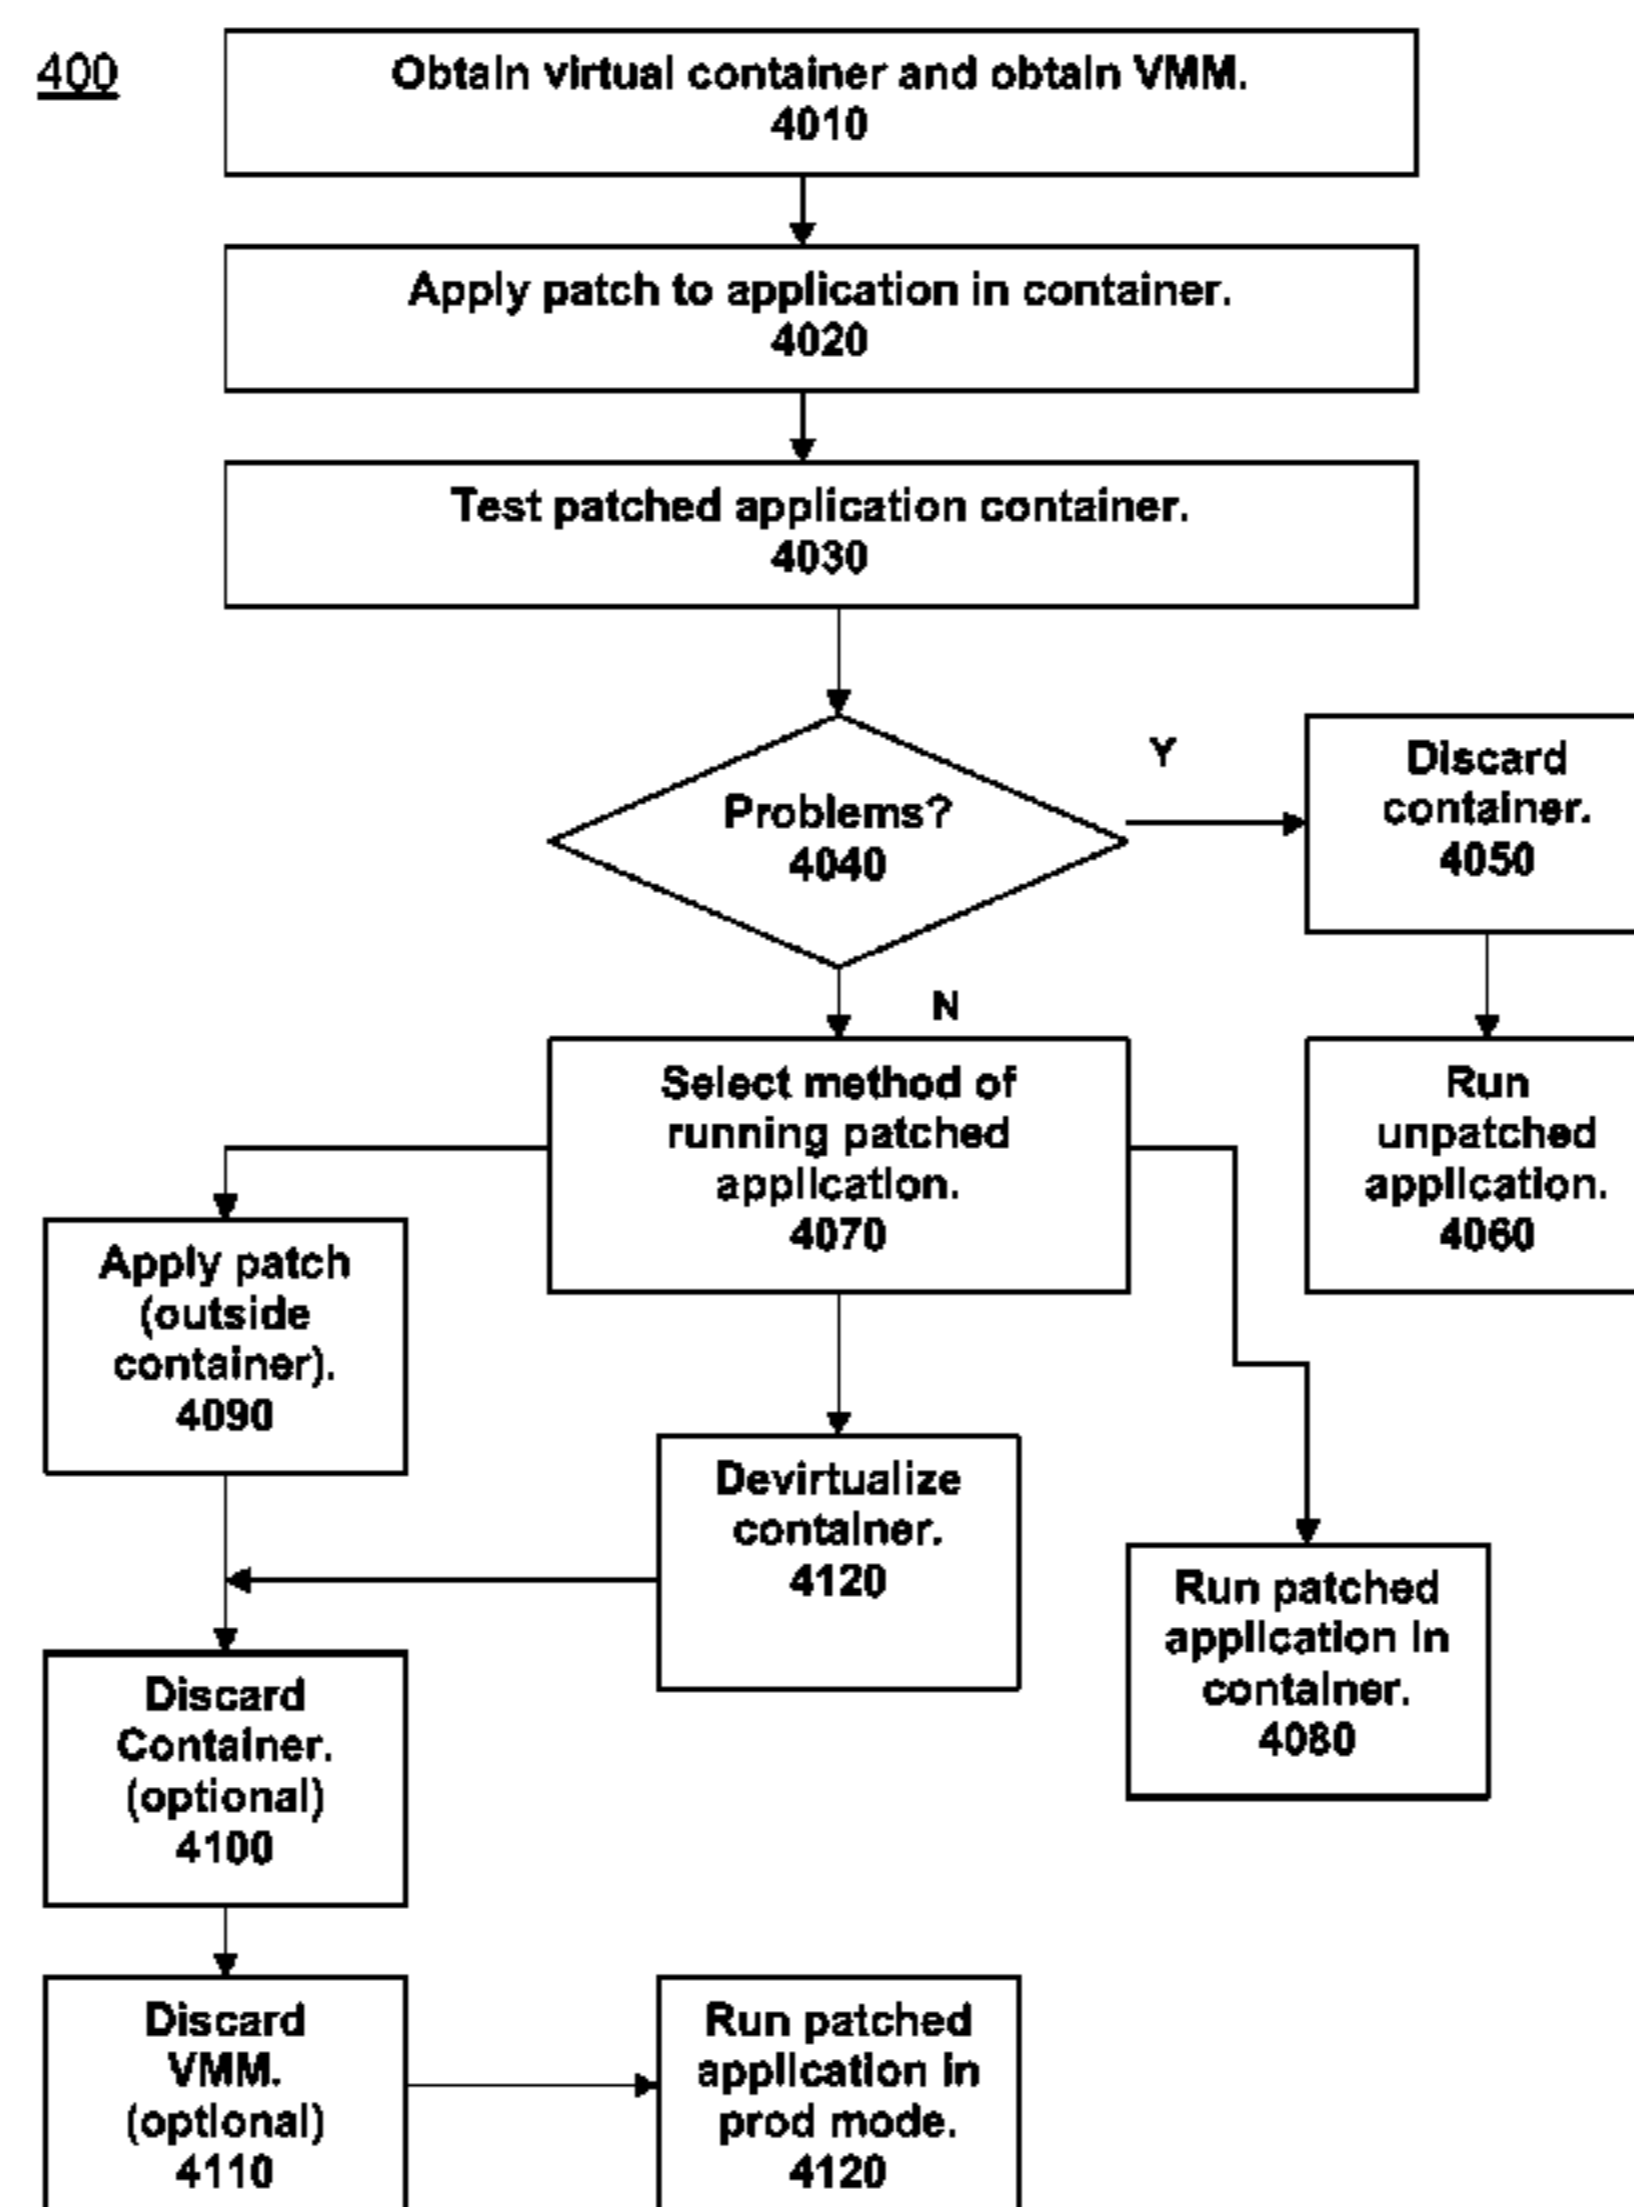 400
Obtain virtual container and obtain VMM.
4010
Apply patch to application in container.
4020
Test patched application container.
4030
Problems?
4040
Y
Discard
container.
4050
N
Select method of
running patched
application.
4070
Run
unpatched
application.
4060
Apply patch
(outside
container).
4090
Devirtualize
container.
4120
Run patched
application in
container.
4080
Discard
Container.
(optional)
4100
Discard
VMM.
(optional)
4110
Run patched
application in
prod mode.
4120